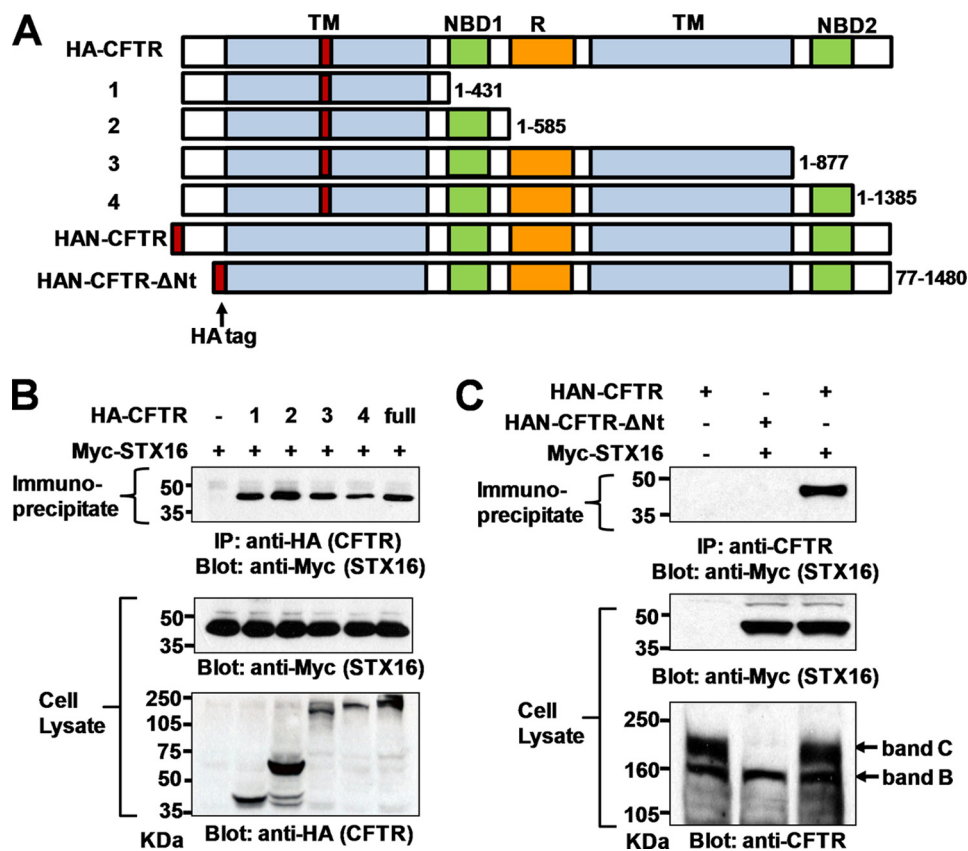 A
TM NBD1 R TM NBD2
HA-CFTR
1 1-431
2 1-585
3 1-877
4 1-1385
HAN-CFTR
HAN-CFTR-ΔNt 77-1480
HA tag
B
HA-CFTR - 1 2 3 4 full
Myc-STX16 + + + + + +
Immuno-
precipitate
50
35
IP: anti-HA (CFTR)
Blot: anti-Myc (STX16)
50
35
Blot: anti-Myc (STX16)
Cell
Lysate
250
105
75
50
35
KDa
Blot: anti-HA (CFTR)
C
HAN-CFTR + - +
HAN-CFTR-ΔNt - + -
Myc-STX16 - + +
Immuno-
precipitate
50
35
IP: anti-CFTR
Blot: anti-Myc (STX16)
50
35
Blot: anti-Myc (STX16)
Cell
Lysate
250
160
105
band C
band B
KDa
Blot: anti-CFTR